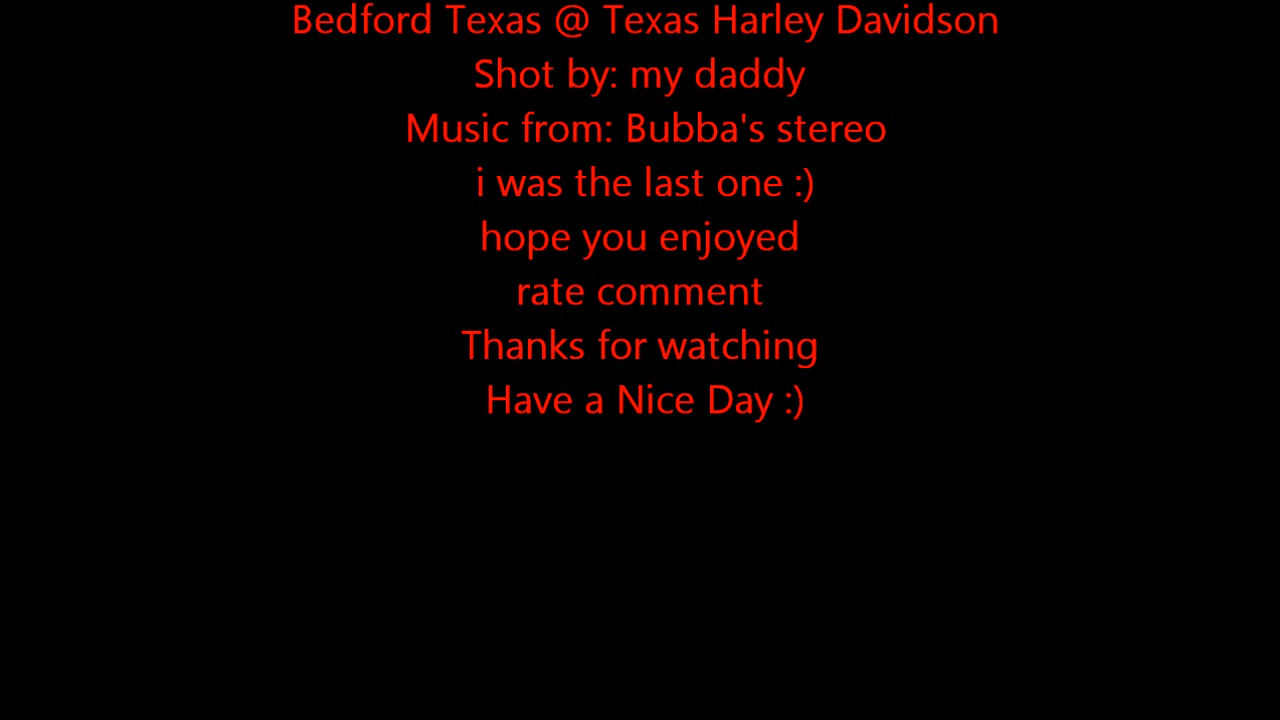 Bedford Texas @ Texas Harley Davidson
Shot by: my daddy
Music from: Bubba's stereo
i was the last one :)
hope you enjoyed
rate comment
Thanks for watching
Have a Nice Day :)